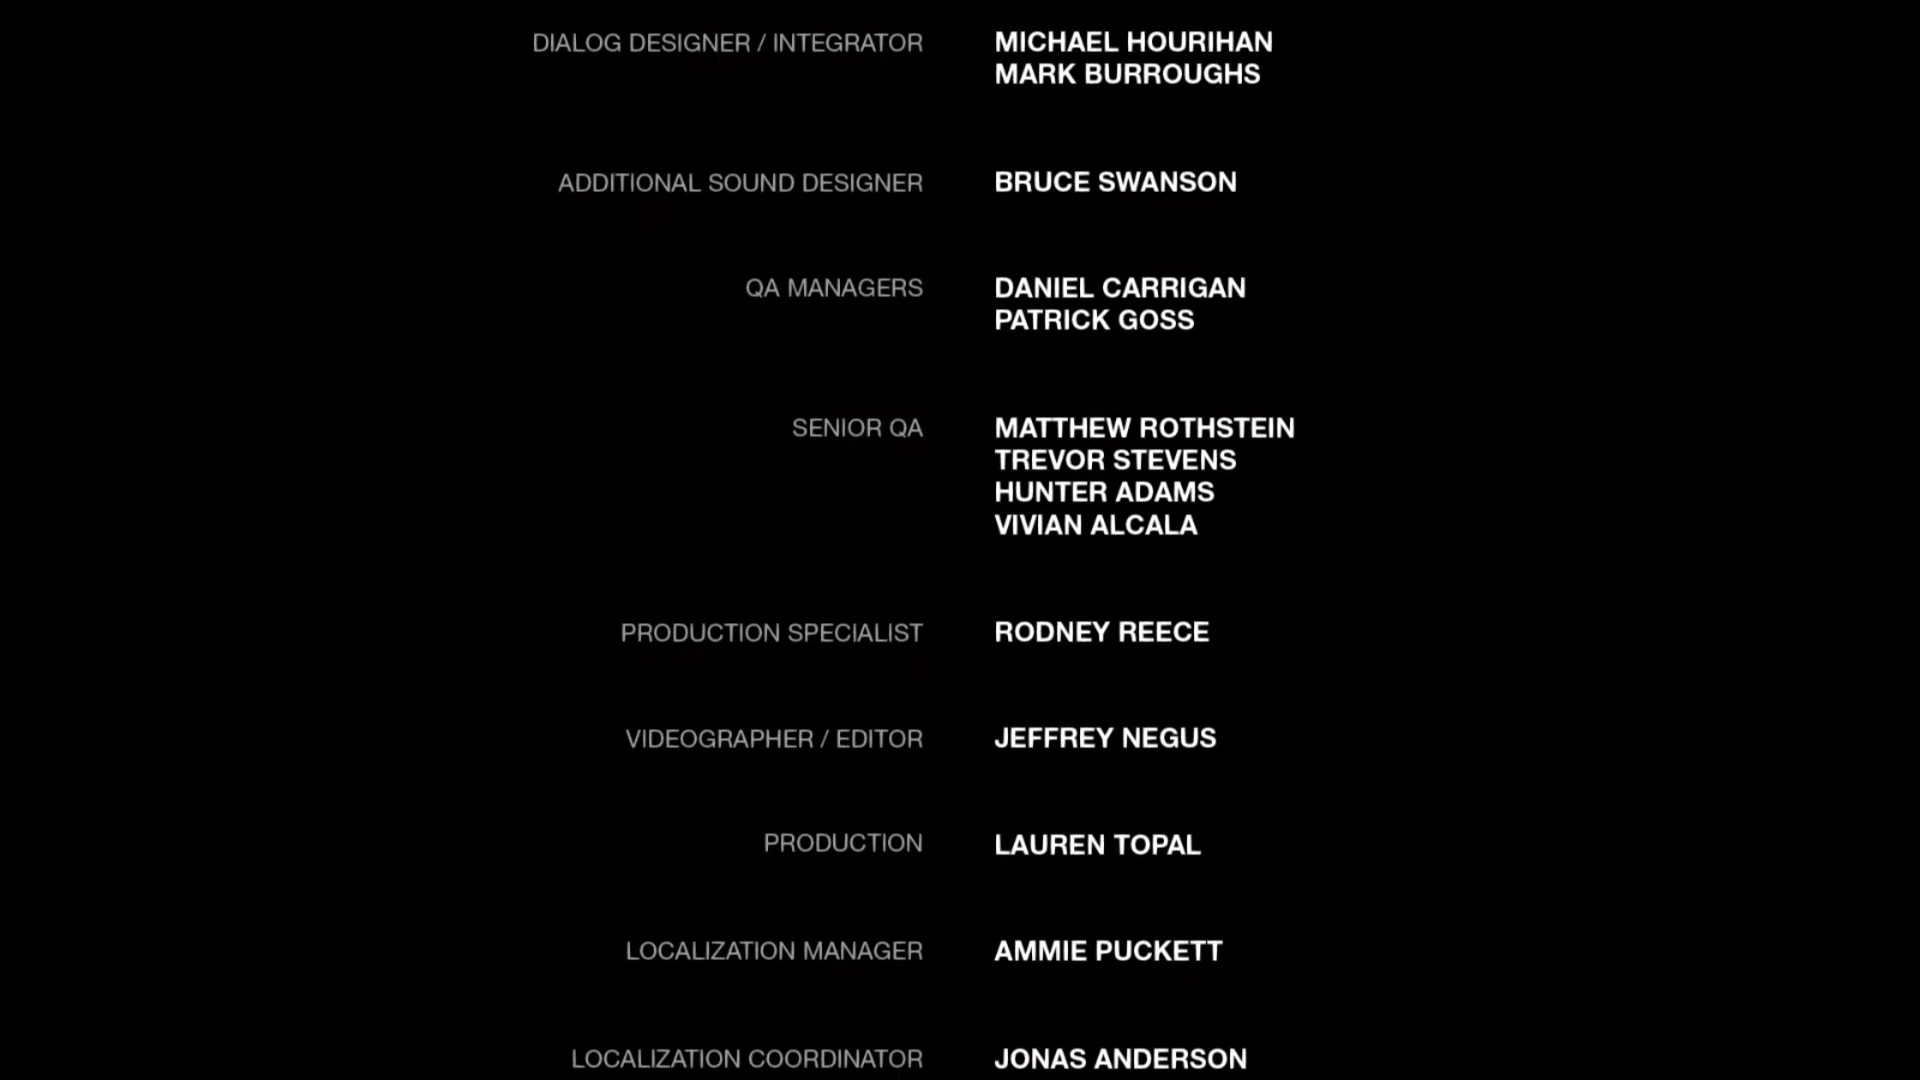 DIALOG DESIGNER / INTEGRATOR MICHAEL HOURIHAN
MARK BURROUGHS
ADDITIONAL SOUND DESIGNER BRUCE SWANSON
QA MANAGERS DANIEL CARRIGAN
PATRICK GOSS
SENIOR QA MATTHEW ROTHSTEIN
TREVOR STEVENS
HUNTER ADAMS
VIVIAN ALCALA
PRODUCTION SPECIALIST RODNEY REECE
VIDEOGRAPHER / EDITOR JEFFREY NEGUS
PRODUCTION LAUREN TOPAL
LOCALIZATION MANAGER AMMIE PUCKETT
LOCALIZATION COORDINATOR JONAS ANDERSON